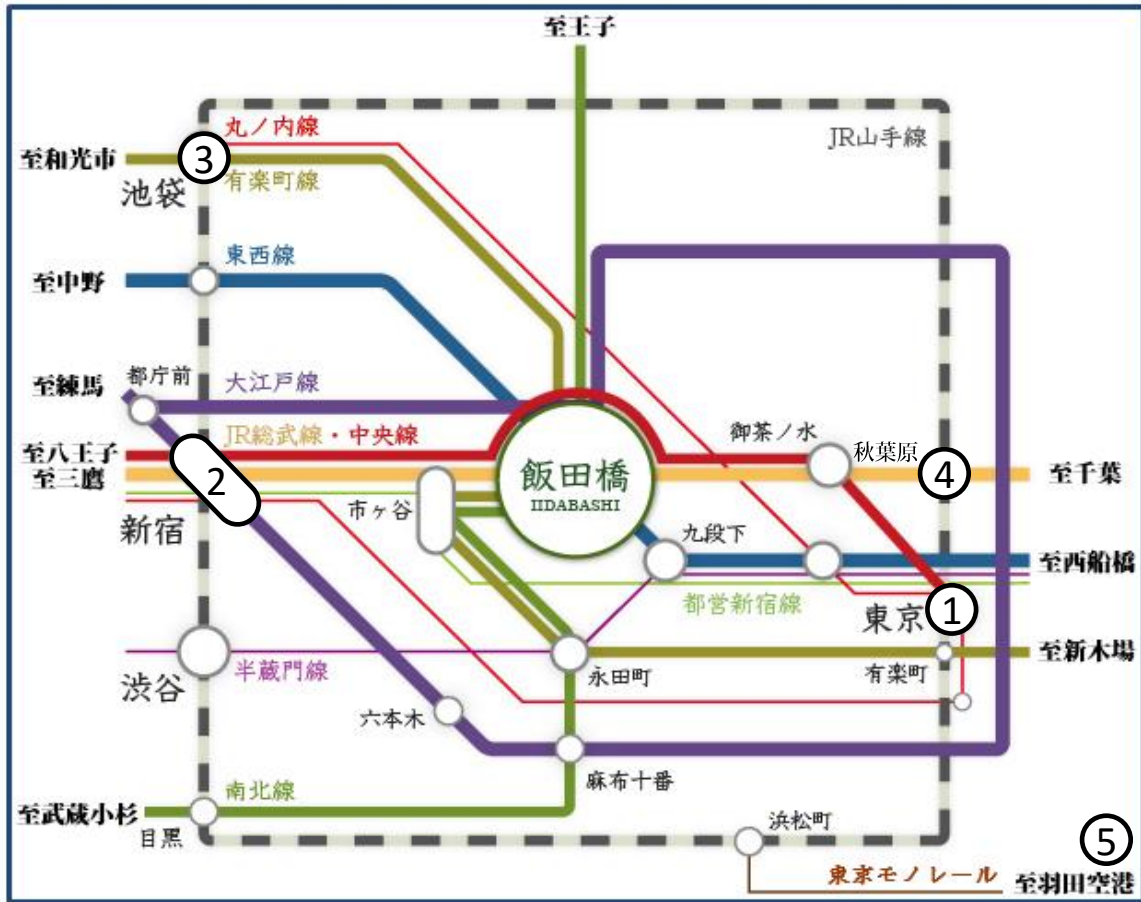 至王子
丸ノ内線
JR山手線
至和光市
3
池袋
有楽町線
東西線
至中野
都庁前
至練馬
大江戸線
至八王子
JR総武線・中央線
御茶ノ水
秋葉原
4
至三鷹
2
飯田橋
IIDABASHI
至千葉
新宿
市ヶ谷
九段下
至西船橋
都営新宿線
東京
1
渋谷
半蔵門線
永田町
有楽町
至新木場
六本木
麻布十番
南北線
至武蔵小杉
目黒
浜松町
5
東京モノレール
至羽田空港